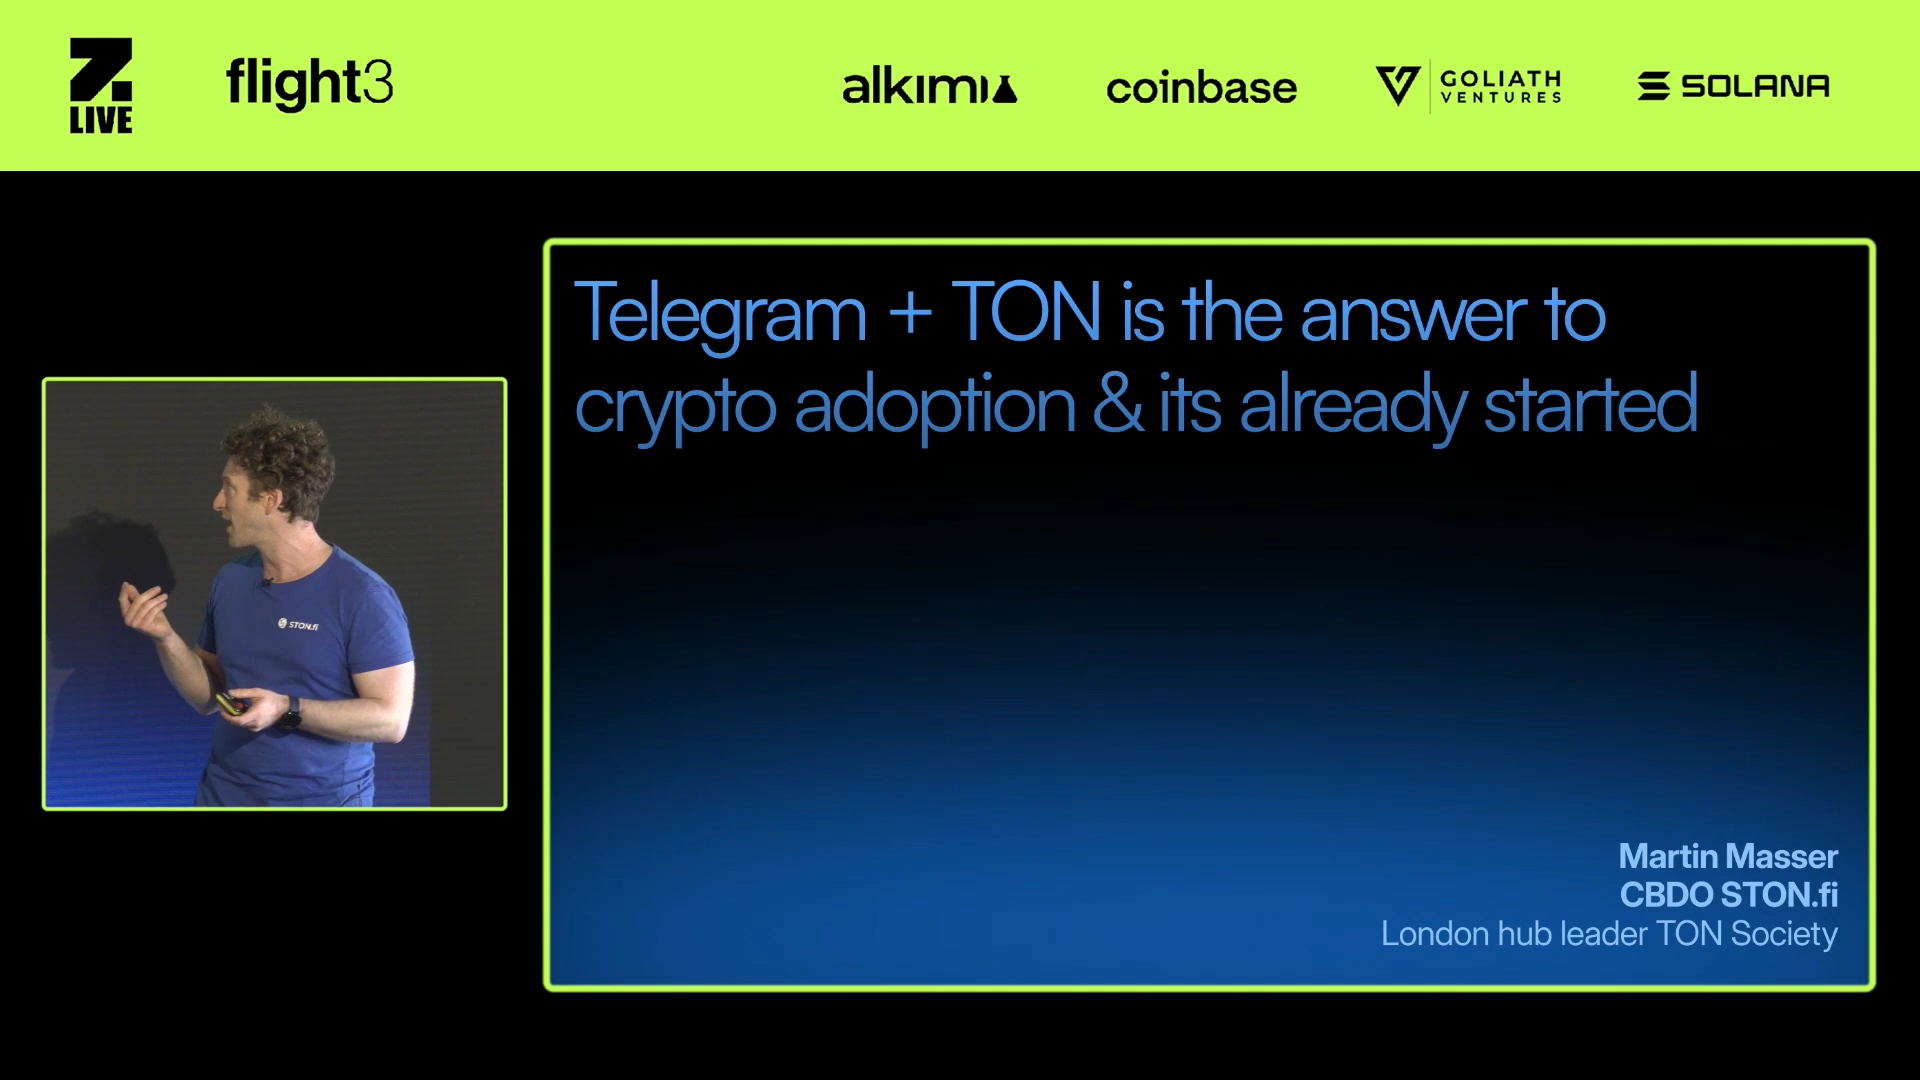 Z
LIVE
flight3
alkimi
coinbase
GOLIATH
VENTURES
SOLANA
Telegram + TON is the answer to
crypto adoption & its already started
STON.fi
Martin Masser
CBDO STON.fi
London hub leader TON Society